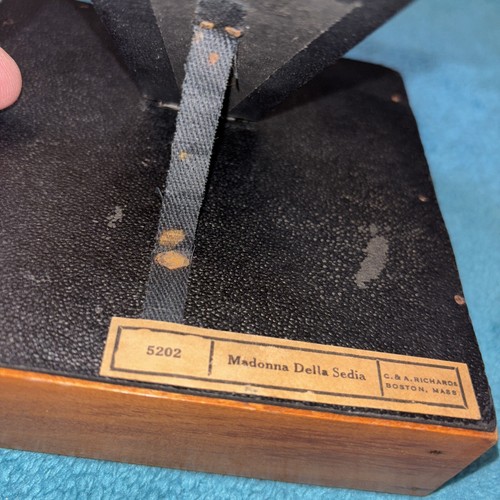 5202
Madonna Della Sedia
C. & A. RICHARDS
BOSTON, MASS.